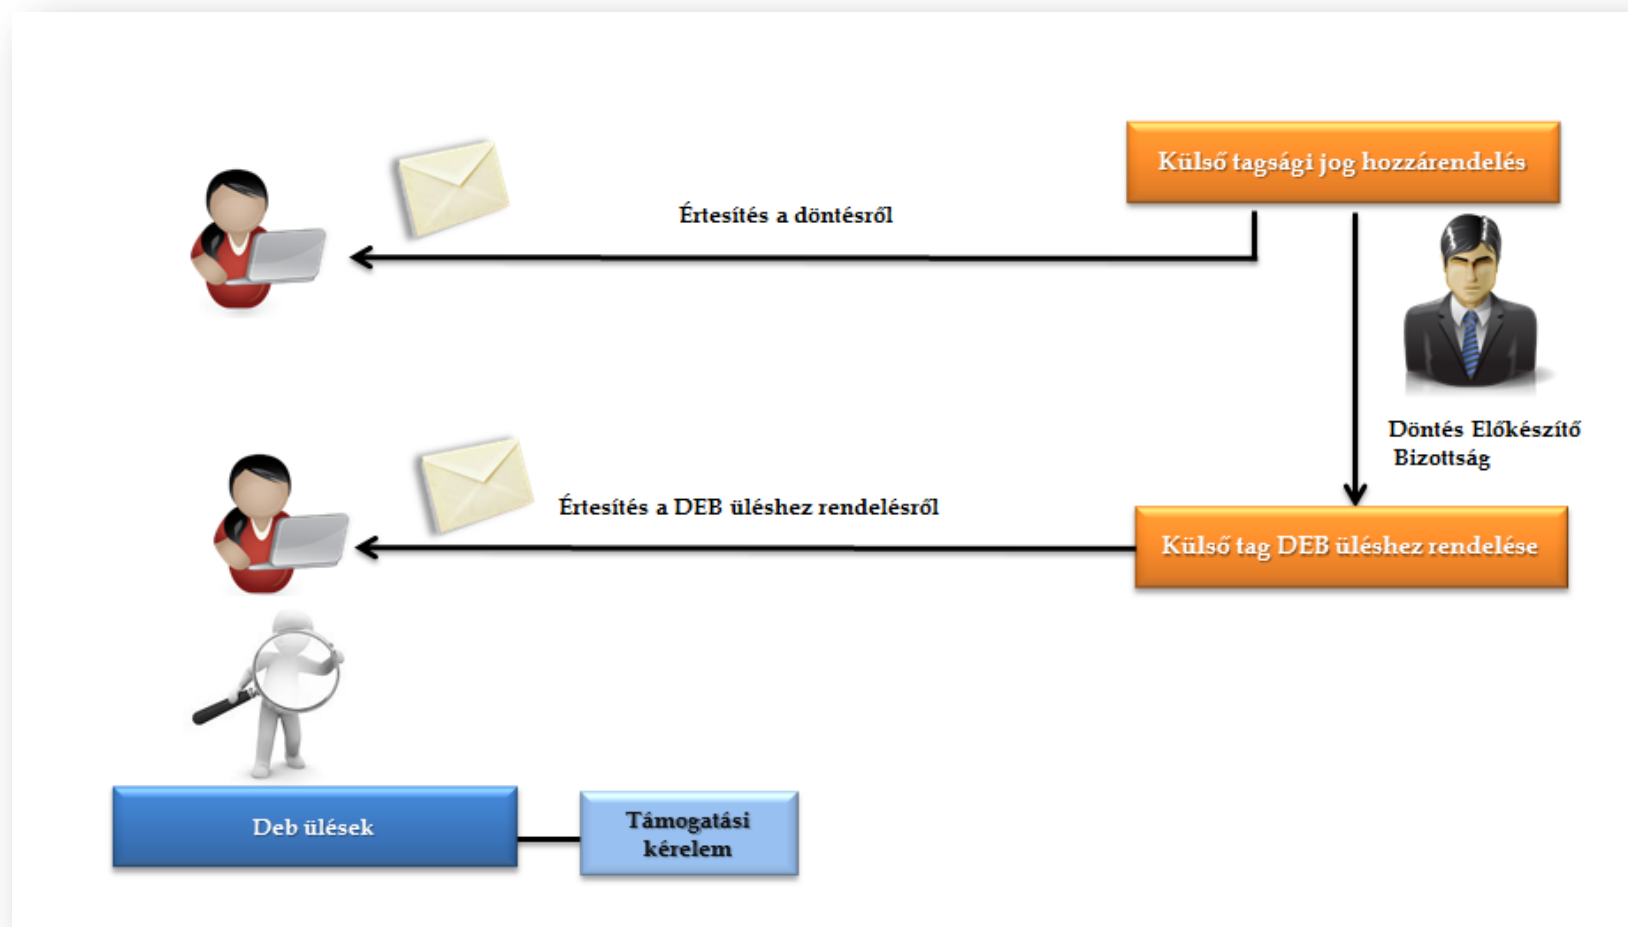 Külső tagsági jog hozzárendelés
Értesítés a döntésről
Döntés Előkészítő
Bizottság
Értesítés a DEB üléshez rendelésről
Külső tag DEB üléshez rendelése
Deb ülések
Támogatási
kérelem